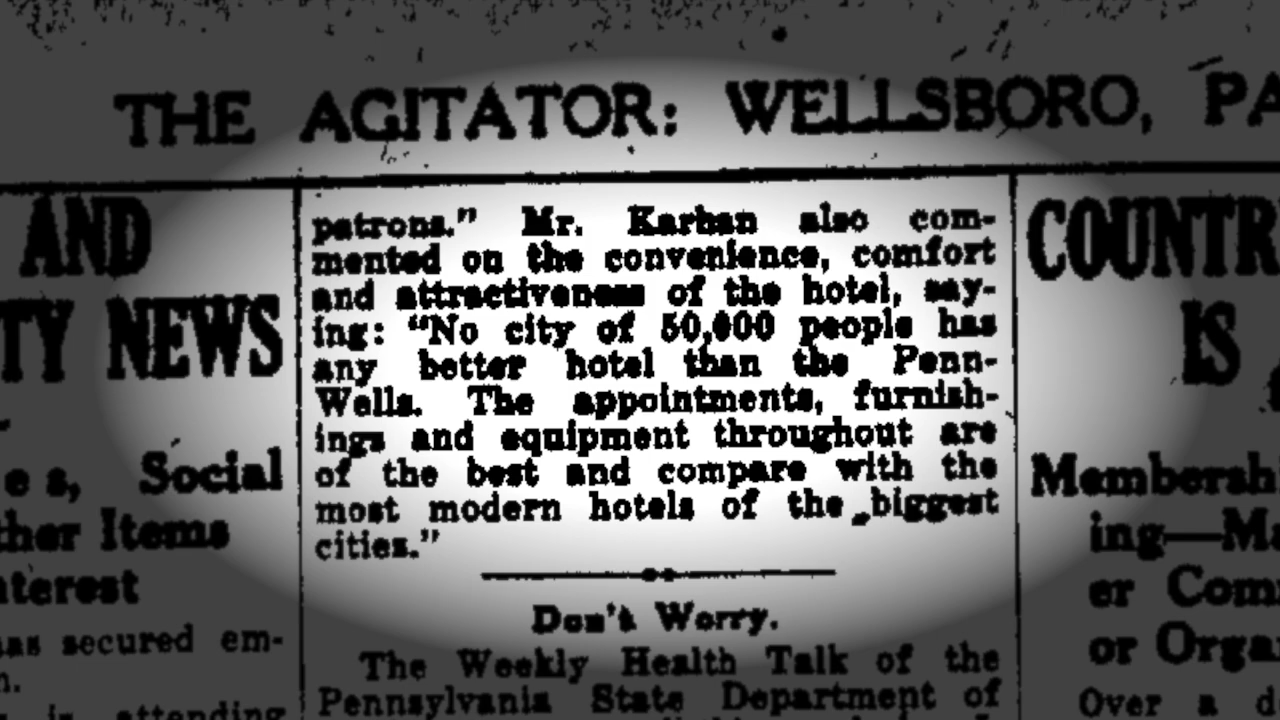 THE AGITATOR: WELLSBORO, PA
AND
TY NEWS
e s, Social
ther Items
nterest
has secured em-
n.
is attending
patrons." Mr. Karhan also com-
mented on the convenience, comfort
and attractiveness of the hotel, say-
ing: "No city of 50,000 people has
any better hotel than the Penn-
Wells. The appointments, furnish-
ings and equipment throughout are
of the best and compare with the
most modern hotels of the biggest
cities."
Don't Worry.
The Weekly Health Talk of the
Pennsylvania State Department of
COUNTR
IS
Membershi
ing—Ma
er Com
or Orga
Over a d